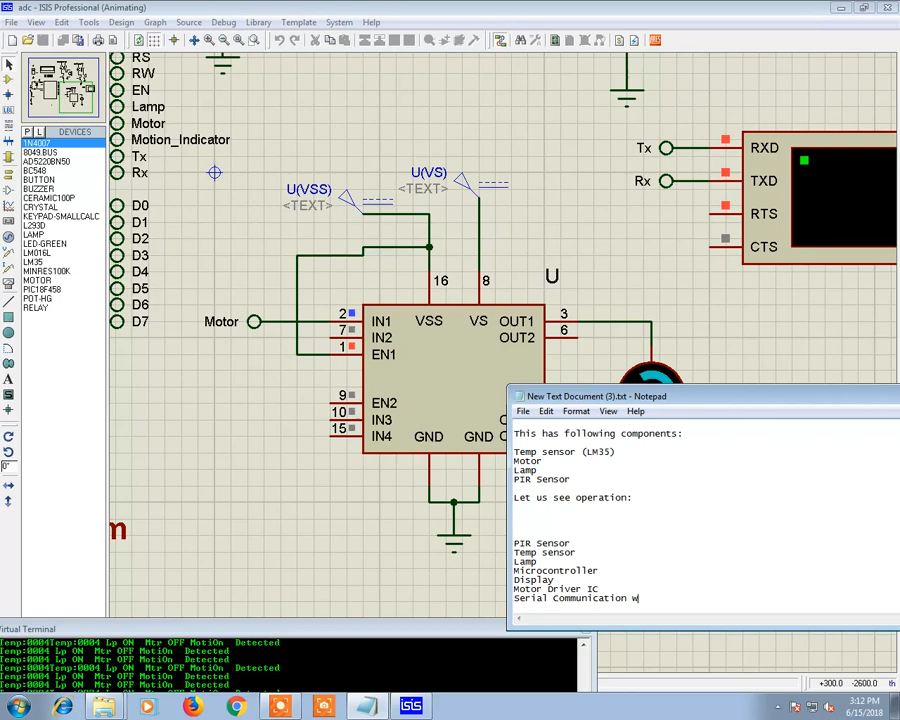 adc - ISIS Professional (Animating)
File View Edit Tools Design Graph Source Debug Library Template System Help
RS
RW
EN
Lamp
Motor
Motion_Indicator
Tx
Rx
D0
D1
D2
D3
D4
D5
D6
D7
P L DEVICES
1N4007
8049.BUS
AD5220BN50
BC548
BUTTON
BUZZER
CERAMIC100P
CRYSTAL
KEYPAD-SMALLCALC
L293D
LAMP
LED-GREEN
LM016L
LM35
MINRES100K
MOTOR
PIC18F458
POT-HG
RELAY
0°
U(VSS)
<TEXT>
U(VS)
<TEXT>
16
8
U
Motor
2
7
1
9
10
15
IN1
IN2
EN1
EN2
IN3
IN4
VSS VS
OUT1
OUT2
3
6
GND GND
Tx
Rx
RXD
TXD
RTS
CTS
m
New Text Document (3).txt - Notepad
File Edit Format View Help
This has following components:
Temp sensor (LM35)
Motor
Lamp
PIR Sensor
Let us see operation:
PIR Sensor
Temp sensor
Lamp
Microcontroller
Display
Motor Driver IC
Serial Communication w
Virtual Terminal
Temp:0004Temp:0004 Lp ON Mtr OFF MotiOn Detected
Temp:0004 Lp ON Mtr OFF MotiOn Detected
Temp:0004 Lp ON Mtr OFF MotiOn Detected
Temp:0004 Lp ON Mtr OFF MotiOn Detected
Temp:0004 Lp ON Mtr OFF MotiOn Detected
+300.0 -2600.0 th
3:12 PM
6/15/2018